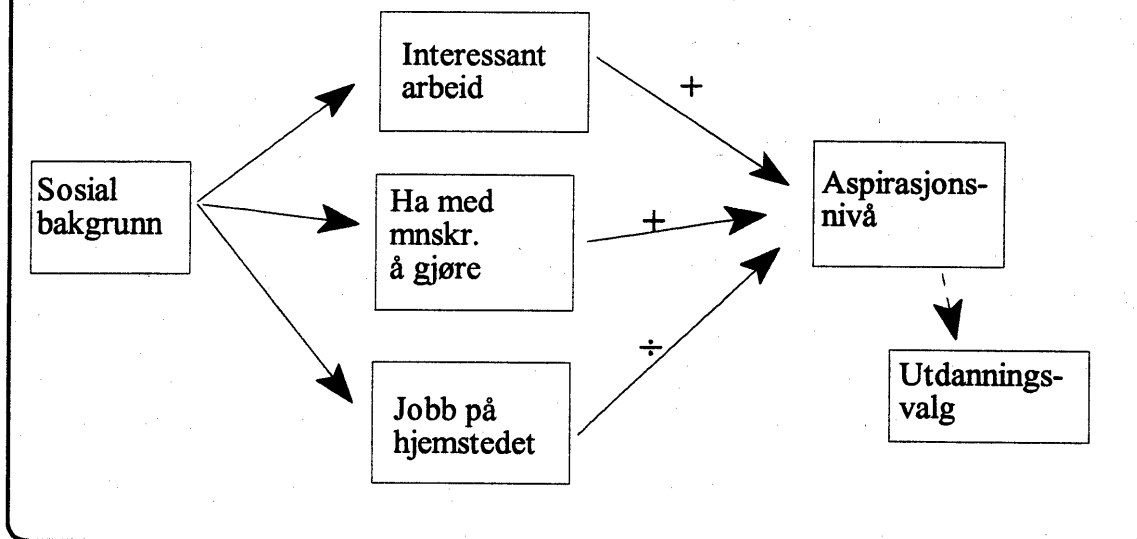 Interessant
arbeid
+
Sosial
bakgrunn
Ha med
mnskr.
å gjøre
+
Aspirasjons-
nivå
÷
Jobb på
hjemstedet
Utdannings-
valg